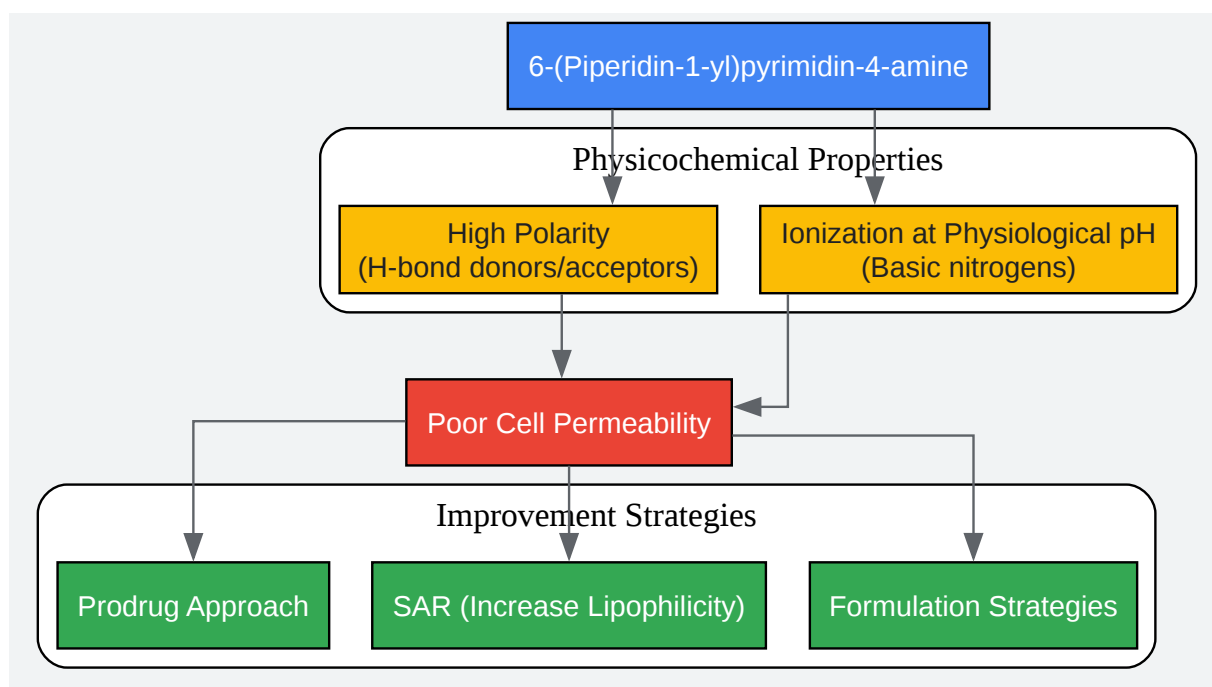 6-(Piperidin-1-yl)pyrimidin-4-amine
Physicochemical Properties
High Polarity
(H-bond donors/acceptors)
Ionization at Physiological pH
(Basic nitrogens)
Poor Cell Permeability
Improvement Strategies
Prodrug Approach
SAR (Increase Lipophilicity)
Formulation Strategies